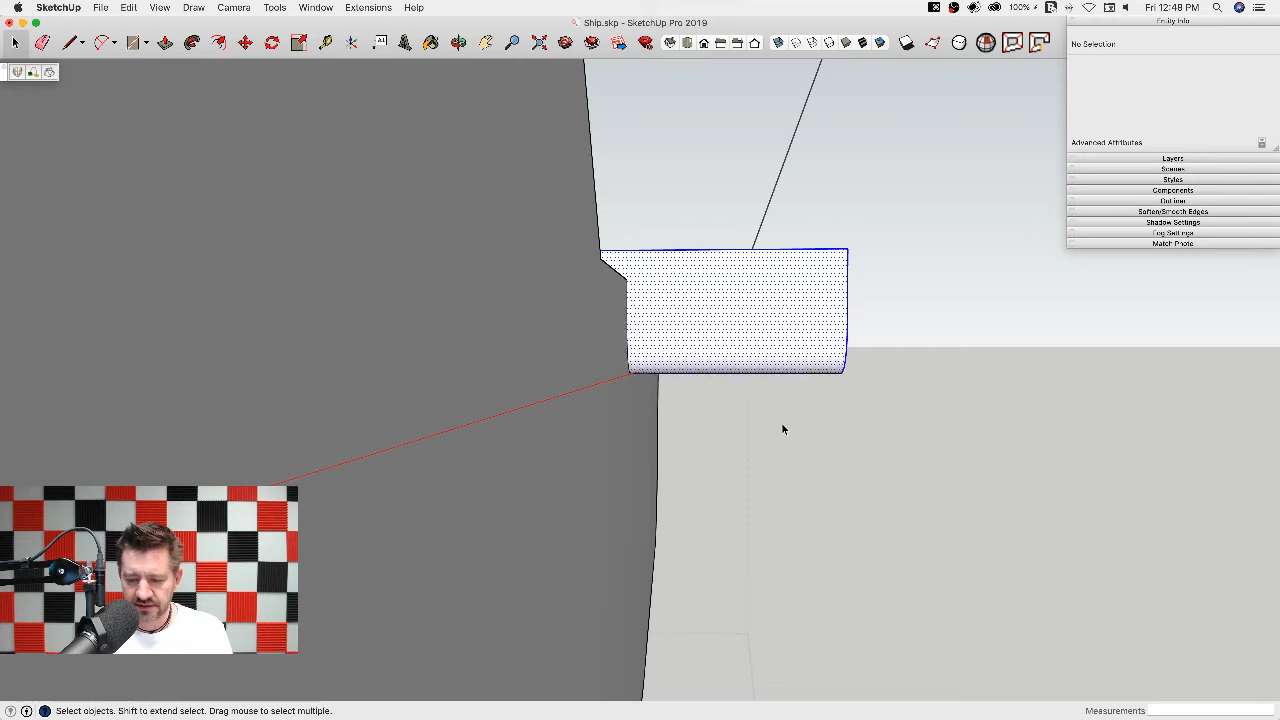 SketchUp File Edit View Draw Camera Tools Window Extensions Help 100% Fri 12:48 PM
Ship.skp - SketchUp Pro 2019
Entity Info
No Selection
Advanced Attributes
Layers
Scenes
Styles
Components
Outliner
Soften/Smooth Edges
Shadow Settings
Fog Settings
Match Photo
Select objects. Shift to extend select. Drag mouse to select multiple. Measurements